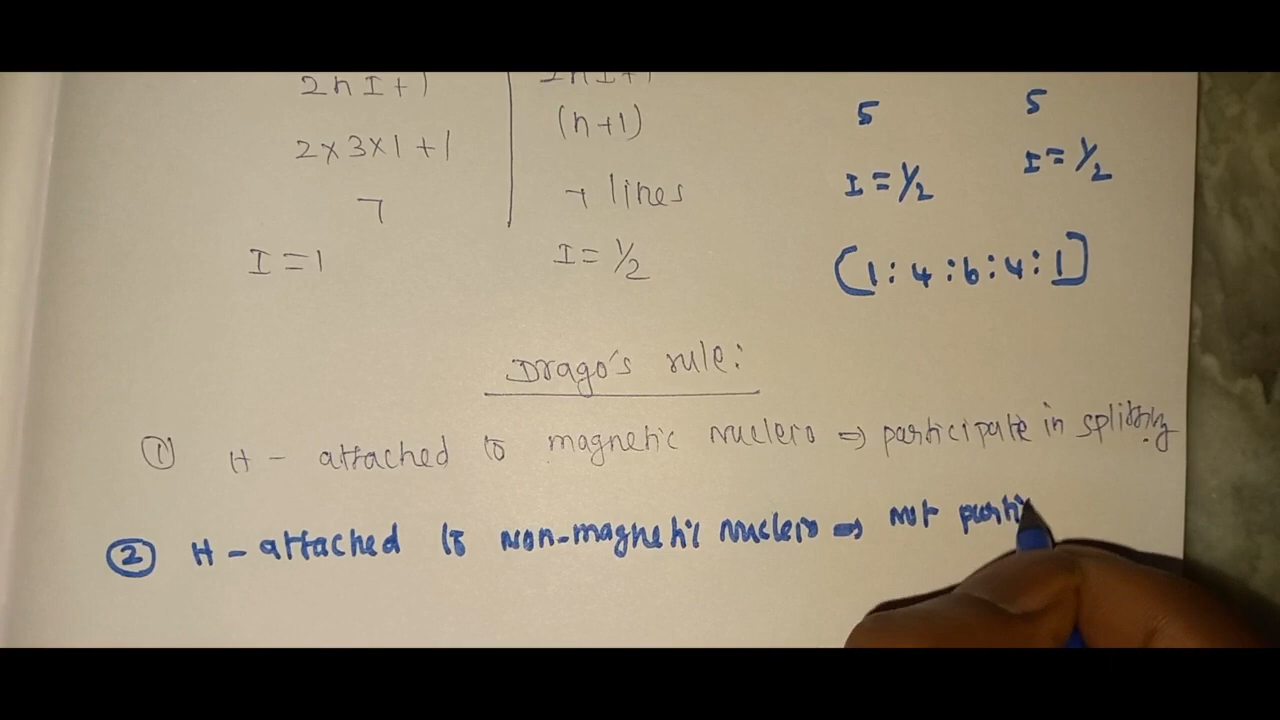 2nI+1
2×3×1+1
7
I=1
2nI+1
(n+1)
7 lines
I=1/2
5
I=1/2
5
I=1/2
(1:4:6:4:1]
Drago's rule:
① H- attached to magnetic nucleus ⇒ participate in splitting
② H-attached to non-magnetic nucleus ⇒ not parti